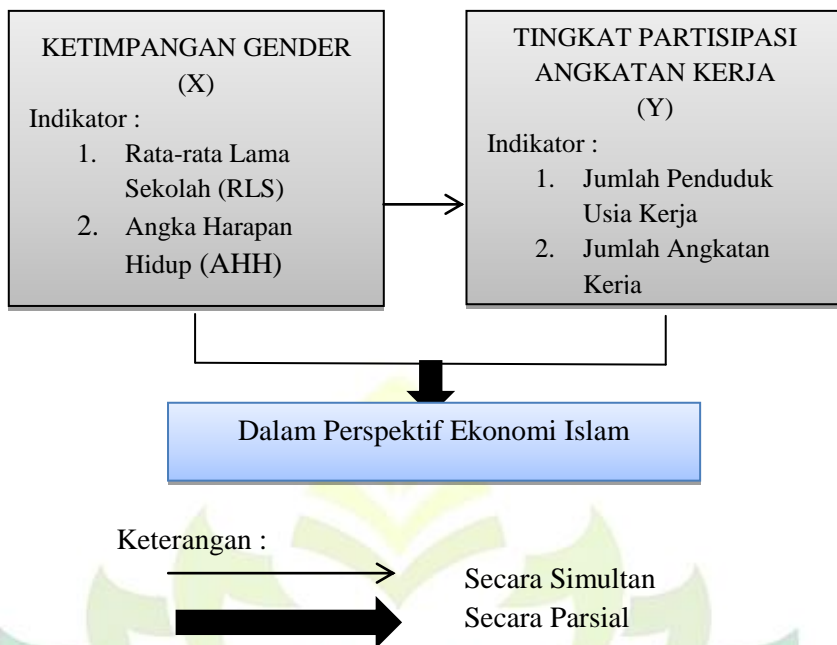 KETIMPANGAN GENDER
(X)
Indikator :
1. Rata-rata Lama
Sekolah (RLS)
2. Angka Harapan
Hidup (AHH)
TINGKAT PARTISIPASI
ANGKATAN KERJA
(Y)
Indikator :
1. Jumlah Penduduk
Usia Kerja
2. Jumlah Angkatan
Kerja
Dalam Perspektif Ekonomi Islam
Keterangan :
Secara Simultan
Secara Parsial